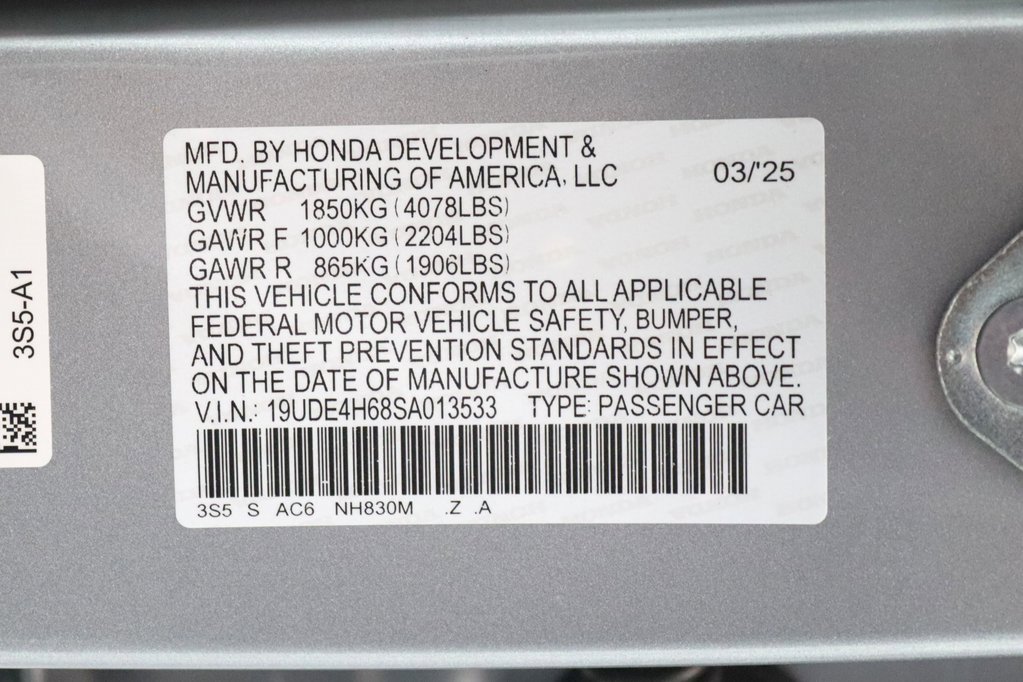 MFD. BY HONDA DEVELOPMENT &
MANUFACTURING OF AMERICA, LLC 03/'25
GVWR 1850KG (4078LBS)
GAWR F 1000KG (2204LBS)
GAWR R 865KG (1906LBS)
THIS VEHICLE CONFORMS TO ALL APPLICABLE
FEDERAL MOTOR VEHICLE SAFETY, BUMPER,
AND THEFT PREVENTION STANDARDS IN EFFECT
ON THE DATE OF MANUFACTURE SHOWN ABOVE.
V.I.N.: 19UDE4H68SA013533 TYPE: PASSENGER CAR
3S5 S AC6 NH830M .Z .A
3S5-A1